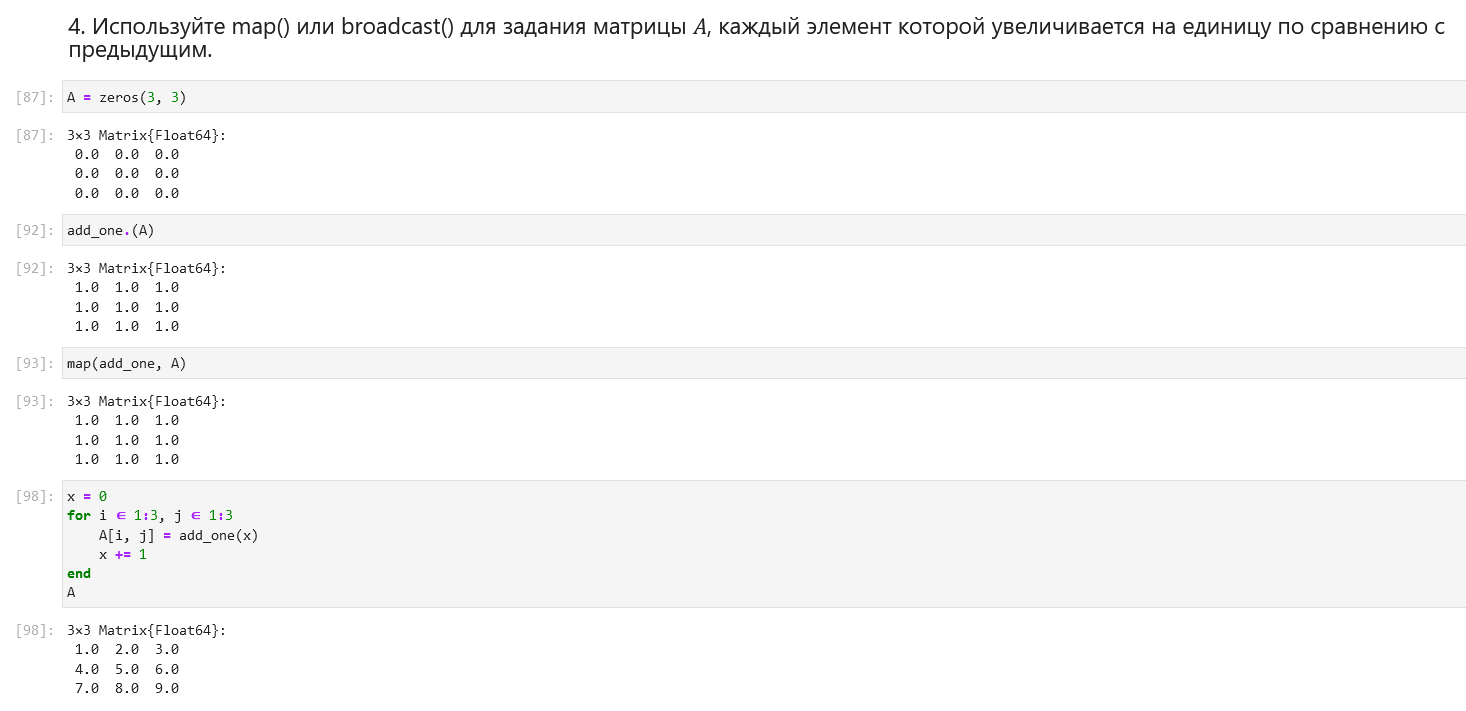 4. Используйте map() или broadcast() для задания матрицы A, каждый элемент которой увеличивается на единицу по сравнению с
предыдущим.
[87]: A = zeros(3, 3)
[87]: 3×3 Matrix{Float64}:
0.0 0.0 0.0
0.0 0.0 0.0
0.0 0.0 0.0
[92]: add_one.(A)
[92]: 3×3 Matrix{Float64}:
1.0 1.0 1.0
1.0 1.0 1.0
1.0 1.0 1.0
[93]: map(add_one, A)
[93]: 3×3 Matrix{Float64}:
1.0 1.0 1.0
1.0 1.0 1.0
1.0 1.0 1.0
[98]: x = 0
for i ∈ 1:3, j ∈ 1:3
A[i, j] = add_one(x)
x += 1
end
A
[98]: 3×3 Matrix{Float64}:
1.0 2.0 3.0
4.0 5.0 6.0
7.0 8.0 9.0